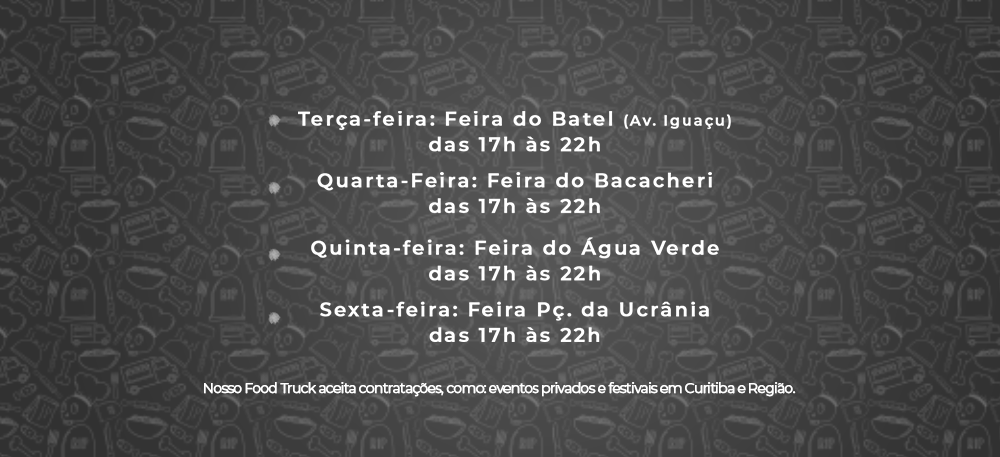 Terça-feira: Feira do Batel (Av. Iguaçu)
das 17h às 22h
Quarta-Feira: Feira do Bacacheri
das 17h às 22h
Quinta-feira: Feira do Água Verde
das 17h às 22h
Sexta-feira: Feira Pç. da Ucrânia
das 17h às 22h
Nosso Food Truck aceita contratações, como: eventos privados e festivais em Curitiba e Região.